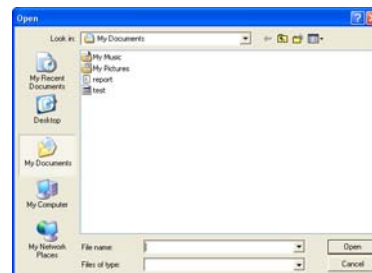 Open
Look in:
My Documents
My Recent
Documents
Desktop
My Documents
My Computer
My Network
Places
My Music
My Pictures
report
test
File name:
Open
Files of type:
Cancel